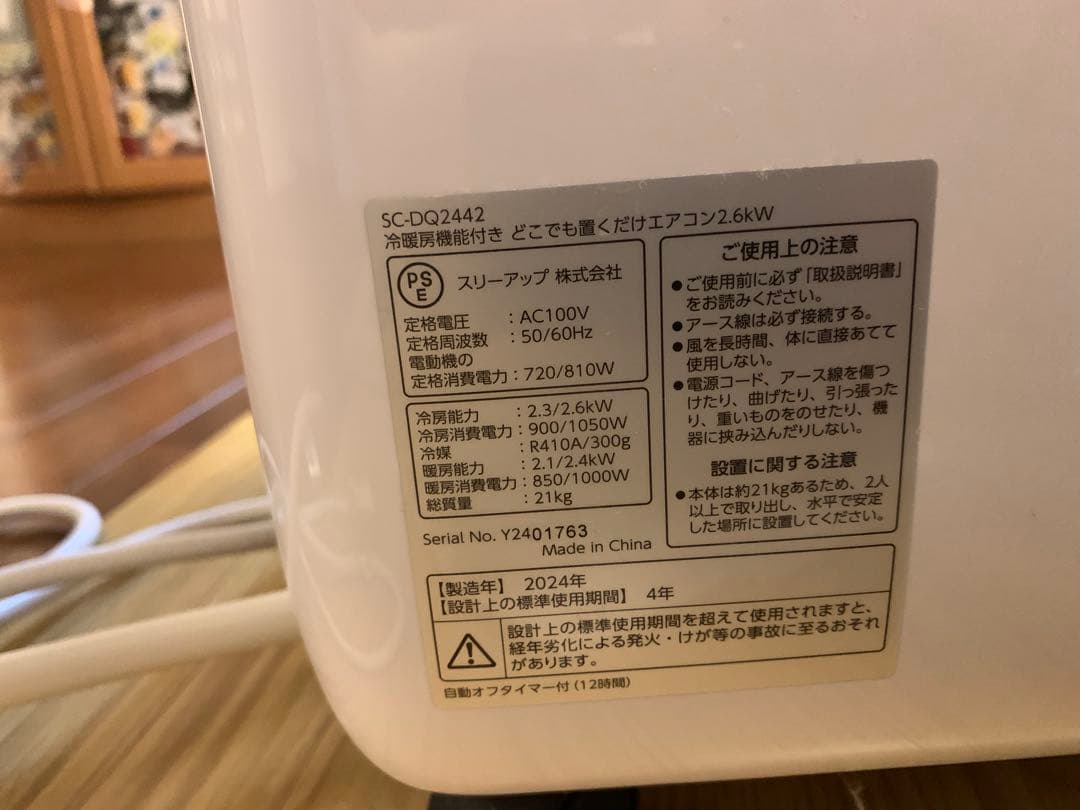 SC-DQ2442
冷暖房機能付き どこでも置くだけエアコン2.6kW
PS
E
スリーアップ 株式会社
定格電圧 : AC100V
定格周波数 : 50/60Hz
電動機の
定格消費電力 : 720/810W
冷房能力 : 2.3/2.6kW
冷房消費電力 : 900/1050W
冷媒 : R410A/300g
暖房能力 : 2.1/2.4kW
暖房消費電力 : 850/1000W
総質量 : 21kg
Serial No. Y2401763
Made in China
ご使用上の注意
●ご使用前に必ず「取扱説明書」
をお読みください。
●アース線は必ず接続する。
●風を長時間、体に直接あてて
使用しない。
●電源コード、アース線を傷つ
けたり、曲げたり、引っ張った
り、重いものをのせたり、機
器に挟み込んだりしない。
設置に関する注意
●本体は約21kgあるため、2人
以上で取り出し、水平で安定
した場所に設置してください。
【製造年】 2024年
【設計上の標準使用期間】 4年
設計上の標準使用期間を超えて使用されますと、
経年劣化による発火・けが等の事故に至るおそれ
があります。
自動オフタイマー付(12時間)